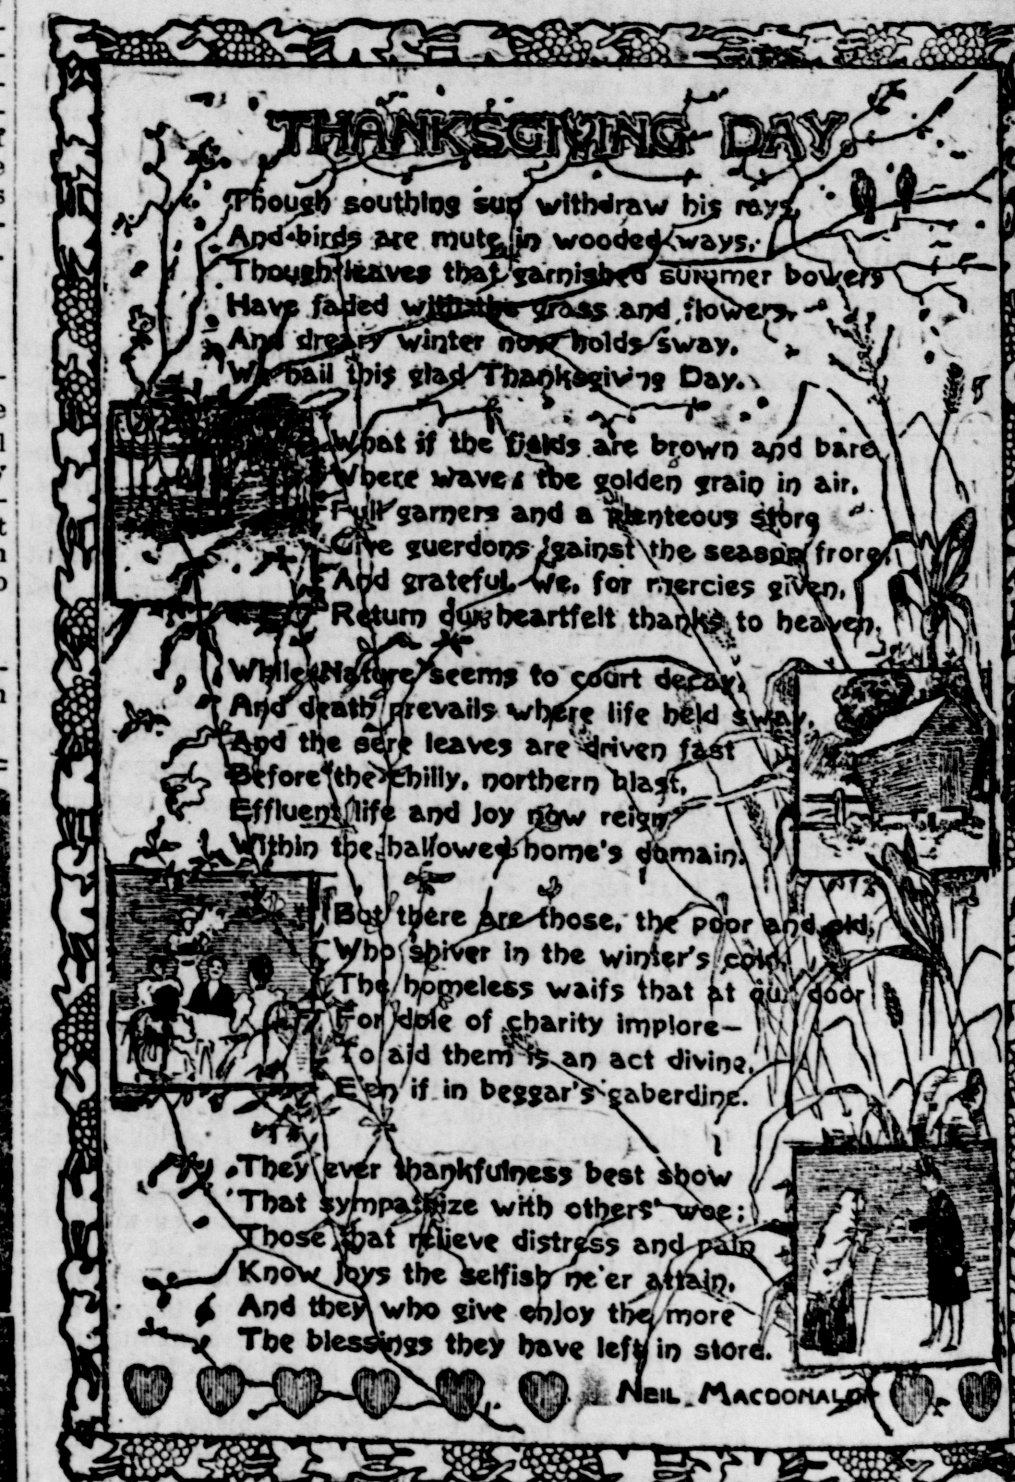 THANKSGIVING DAY.
Though southing sun withdraw his rays,
And birds are mute in wooded ways,
Though leaves that garnished summer bowers
Have faded with the grass and flowers,
And dreary winter now holds sway,
We hail this glad Thanksgiving Day.
What if the fields are brown and bare
Where waved the golden grain in air,
Full garners and a plenteous store
Give guerdons 'gainst the season frore,
And grateful, we, for mercies given,
Return our heartfelt thanks to heaven.
While Nature seems to court decay,
And death prevails where life held sway,
And the sere leaves are driven fast
Before the chilly, northern blast,
Effluent life and joy now reign
Within the hallowed home's domain.
But there are those, the poor and old,
Who shiver in the winter's cold
The homeless waifs that at our door
For dole of charity implore—
To aid them is an act divine,
E'en if in beggar's gaberdine.
They ever thankfulness best show
That sympathize with others' woe;
Those that relieve distress and pain
Know joys the selfish ne'er attain,
And they who give enjoy the more
The blessings they have left in store.
NEIL MACDONALD